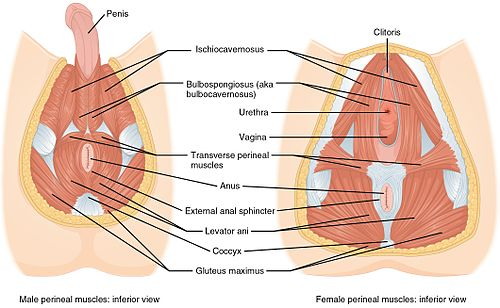 Penis
Clitoris
Ischiocavernosus
Bulbospongiosus (aka
bulbocavernosus)
Urethra
Vagina
Transverse perineal
muscles
Anus
External anal sphincter
Levator ani
Coccyx
Gluteus maximus
Male perineal muscles: inferior view
Female perineal muscles: inferior view